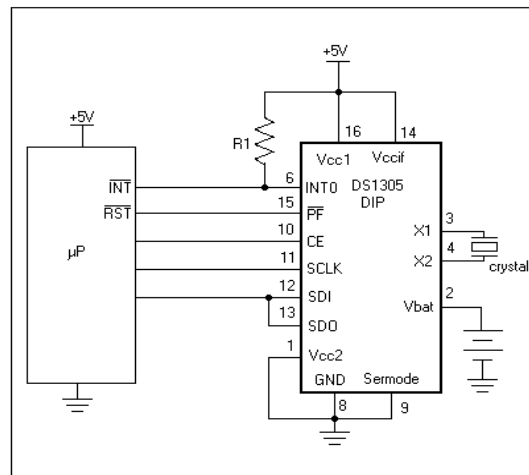 +5V
+5V
R1
16
14
Vcc1
Vccif
INT
6
INT0
DS1305
DIP
RST
15
PF
X1
3
µP
10
CE
4
X2
crystal
11
SCLK
12
SDI
Vbat
2
13
SDO
1
Vcc2
GND
Sermode
8
9